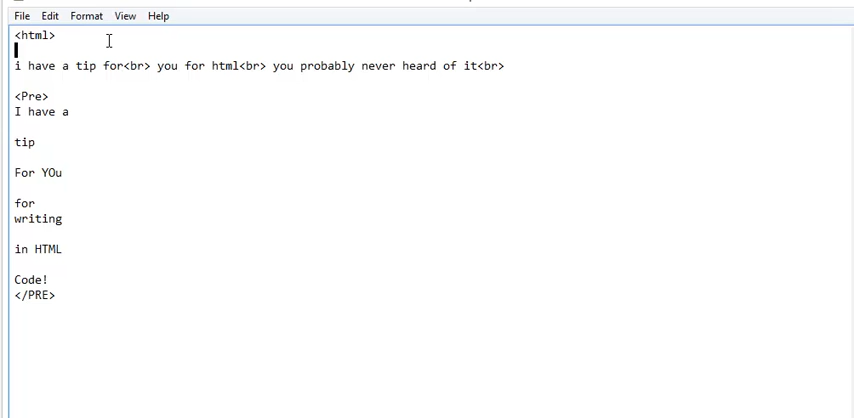 File Edit Format View Help
<html>
i have a tip for<br> you for html<br> you probably never heard of it<br>
<Pre>
I have a
tip
For YOu
for
writing
in HTML
Code!
</PRE>